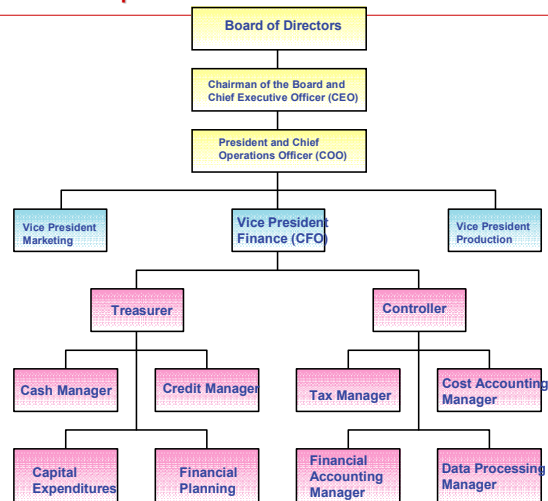 Board of Directors
Chairman of the Board and
Chief Executive Officer (CEO)
President and Chief
Operations Officer (COO)
Vice President
Marketing
Vice President
Finance (CFO)
Vice President
Production
Treasurer
Controller
Cash Manager
Credit Manager
Tax Manager
Cost Accounting
Manager
Capital
Expenditures
Financial
Planning
Financial
Accounting
Manager
Data Processing
Manager